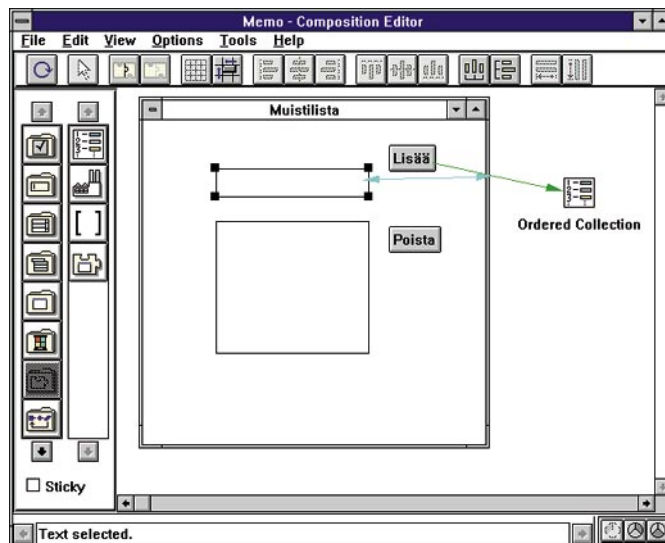 Memo - Composition Editor
File Edit View Options Tools Help
Muistilista
Lisää
Ordered Collection
Poista
Sticky
Text selected.